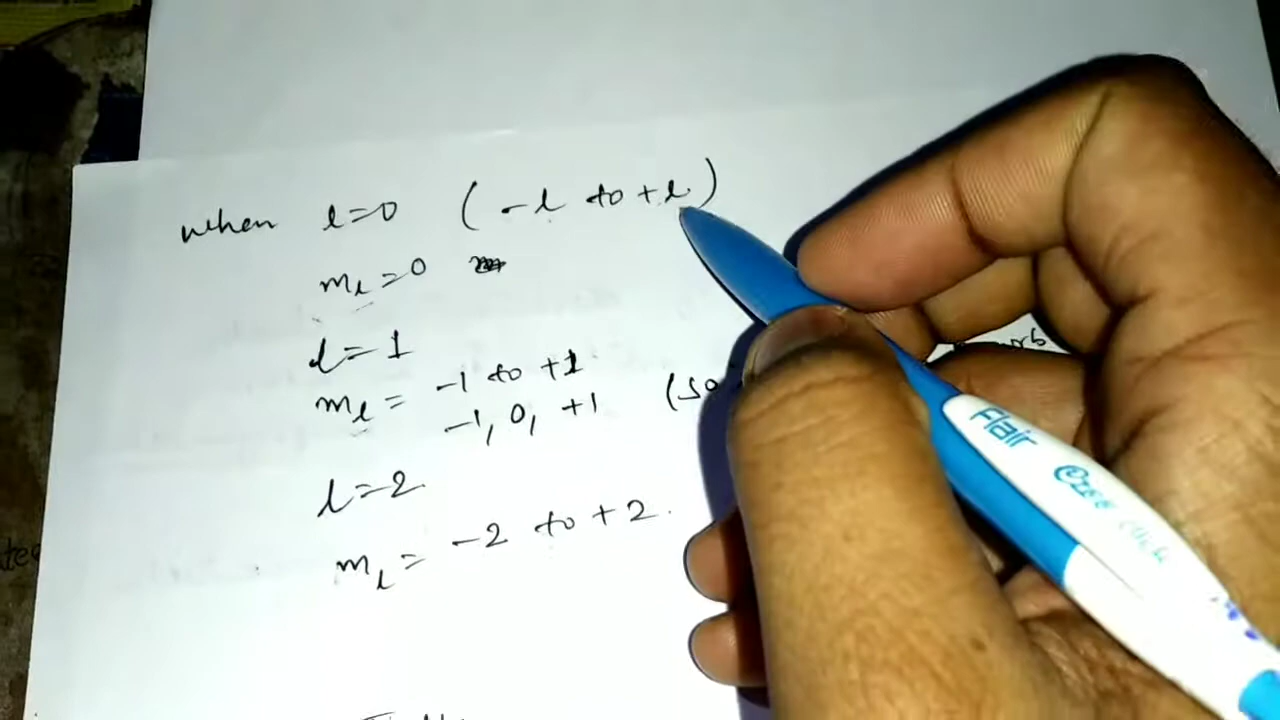 when l=0 (-l to +l)
mₗ=0
l=1
mₗ= -1 to +1
-1, 0, +1 (so
l=2
mₗ= -2 to +2.
Flair